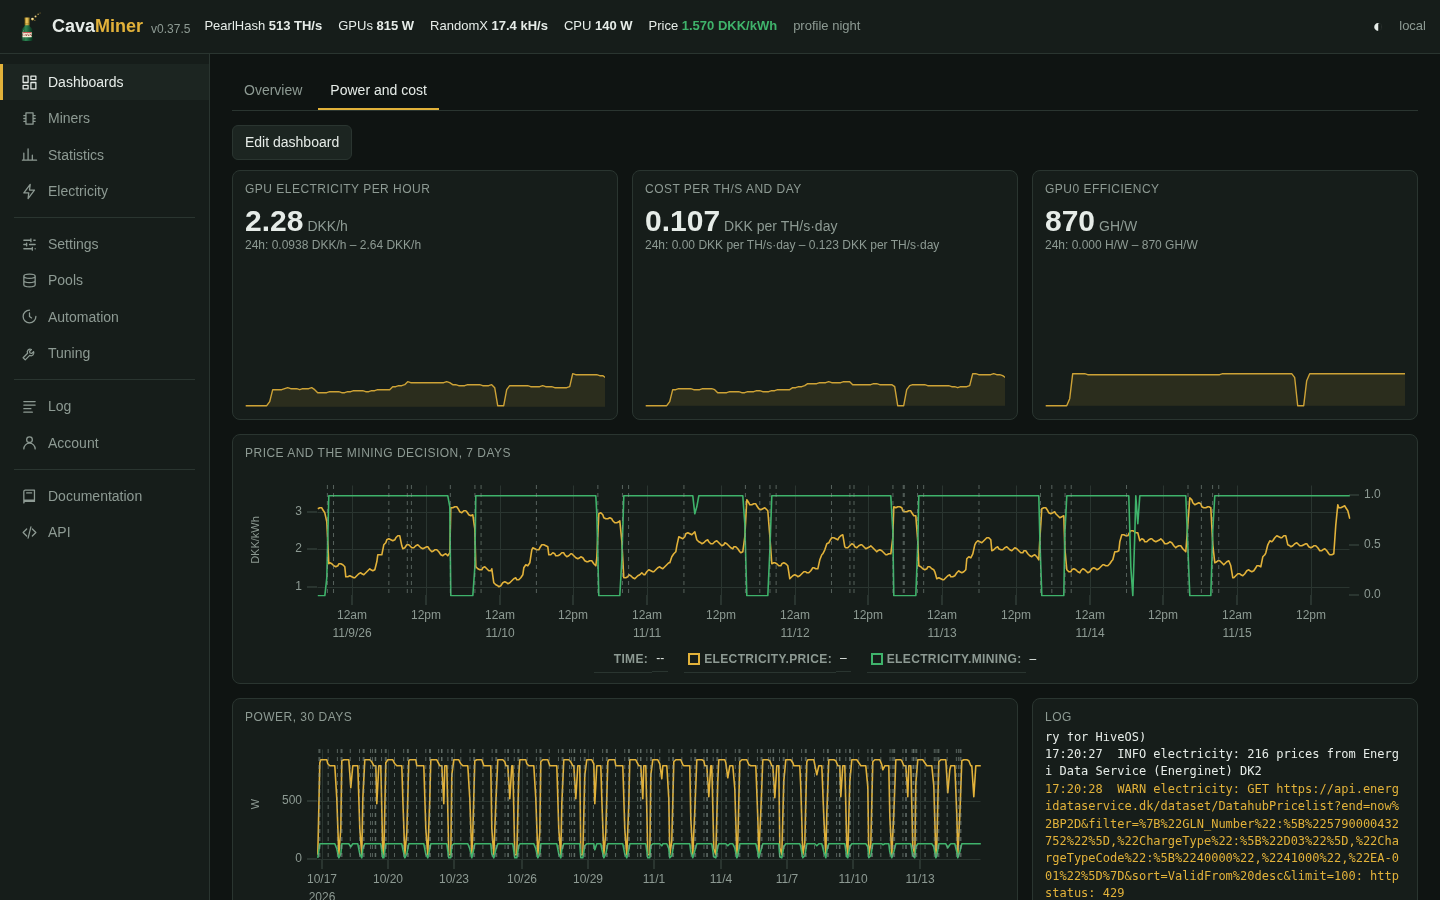 CavaMiner v0.37.5 PearlHash 513 TH/s GPUs 815 W RandomX 17.4 kH/s CPU 140 W Price 1.570 DKK/kWh profile night local
Dashboards
Miners
Statistics
Electricity
Settings
Pools
Automation
Tuning
Log
Account
Documentation
API
Overview Power and cost
Edit dashboard
GPU ELECTRICITY PER HOUR
2.28 DKK/h
24h: 0.0938 DKK/h – 2.64 DKK/h
COST PER TH/S AND DAY
0.107 DKK per TH/s·day
24h: 0.00 DKK per TH/s·day – 0.123 DKK per TH/s·day
GPU0 EFFICIENCY
870 GH/W
24h: 0.000 H/W – 870 GH/W
PRICE AND THE MINING DECISION, 7 DAYS
DKK/kWh
3
2
1
1.0
0.5
0.0
12am 12pm 12am 12pm 12am 12pm 12am 12pm 12am 12pm 12am 12pm 12am 12pm
11/9/26 11/10 11/11 11/12 11/13 11/14 11/15
TIME: -- ELECTRICITY.PRICE: – ELECTRICITY.MINING: –
POWER, 30 DAYS
W
500
0
10/17 10/20 10/23 10/26 10/29 11/1 11/4 11/7 11/10 11/13
2026
LOG
ry for HiveOS)
17:20:27  INFO electricity: 216 prices from Energ
i Data Service (Energinet) DK2
17:20:28  WARN electricity: GET https://api.energ
idataservice.dk/dataset/DatahubPricelist?end=now%
2BP2D&filter=%7B%22GLN_Number%22:%5B%225790000432
752%22%5D,%22ChargeType%22:%5B%22D03%22%5D,%22Cha
rgeTypeCode%22:%5B%2240000%22,%2241000%22,%22EA-0
01%22%5D%7D&sort=ValidFrom%20desc&limit=100: http
status: 429